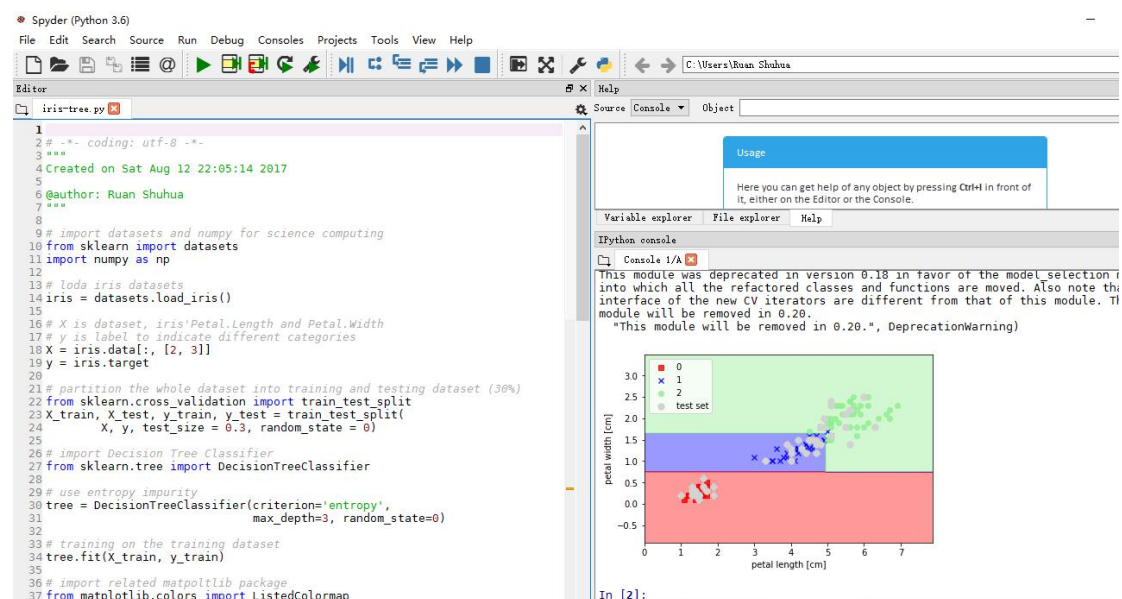 Spyder (Python 3.6)
File Edit Search Source Run Debug Consoles Projects Tools View Help
C:\Users\Ruan Shuhua
Editor
iris-tree.py
1
2 # -*- coding: utf-8 -*-
3 """
4 Created on Sat Aug 12 22:05:14 2017
5
6 @author: Ruan Shuhua
7 """
8
9 # import datasets and numpy for science computing
10 from sklearn import datasets
11 import numpy as np
12
13 # loda iris datasets
14 iris = datasets.load_iris()
15
16 # X is dataset, iris'Petal.Length and Petal.Width
17 # y is label to indicate different categories
18 X = iris.data[:, [2, 3]]
19 y = iris.target
20
21 # partition the whole dataset into training and testing dataset (30%)
22 from sklearn.cross_validation import train_test_split
23 X_train, X_test, y_train, y_test = train_test_split(
24         X, y, test_size = 0.3, random_state = 0)
25
26 # import Decision Tree Classifier
27 from sklearn.tree import DecisionTreeClassifier
28
29 # use entropy impurity
30 tree = DecisionTreeClassifier(criterion='entropy',
31                               max_depth=3, random_state=0)
32
33 # training on the training dataset
34 tree.fit(X_train, y_train)
35
36 # import related matpoltlib package
37 from matplotlib.colors import ListedColormap
Help
Source Console Object
Usage
Here you can get help of any object by pressing Ctrl+I in front of
it, either on the Editor or the Console.
Variable explorer File explorer Help
IPython console
Console 1/A
This module was deprecated in version 0.18 in favor of the model_selection
into which all the refactored classes and functions are moved. Also note
interface of the new CV iterators are different from that of this module.
module will be removed in 0.20.
"This module will be removed in 0.20.", DeprecationWarning)
0
1
2
test set
3.0
2.5
2.0
1.5
1.0
0.5
0.0
−0.5
petal width [cm]
0 1 2 3 4 5 6 7
petal length [cm]
In [2]: